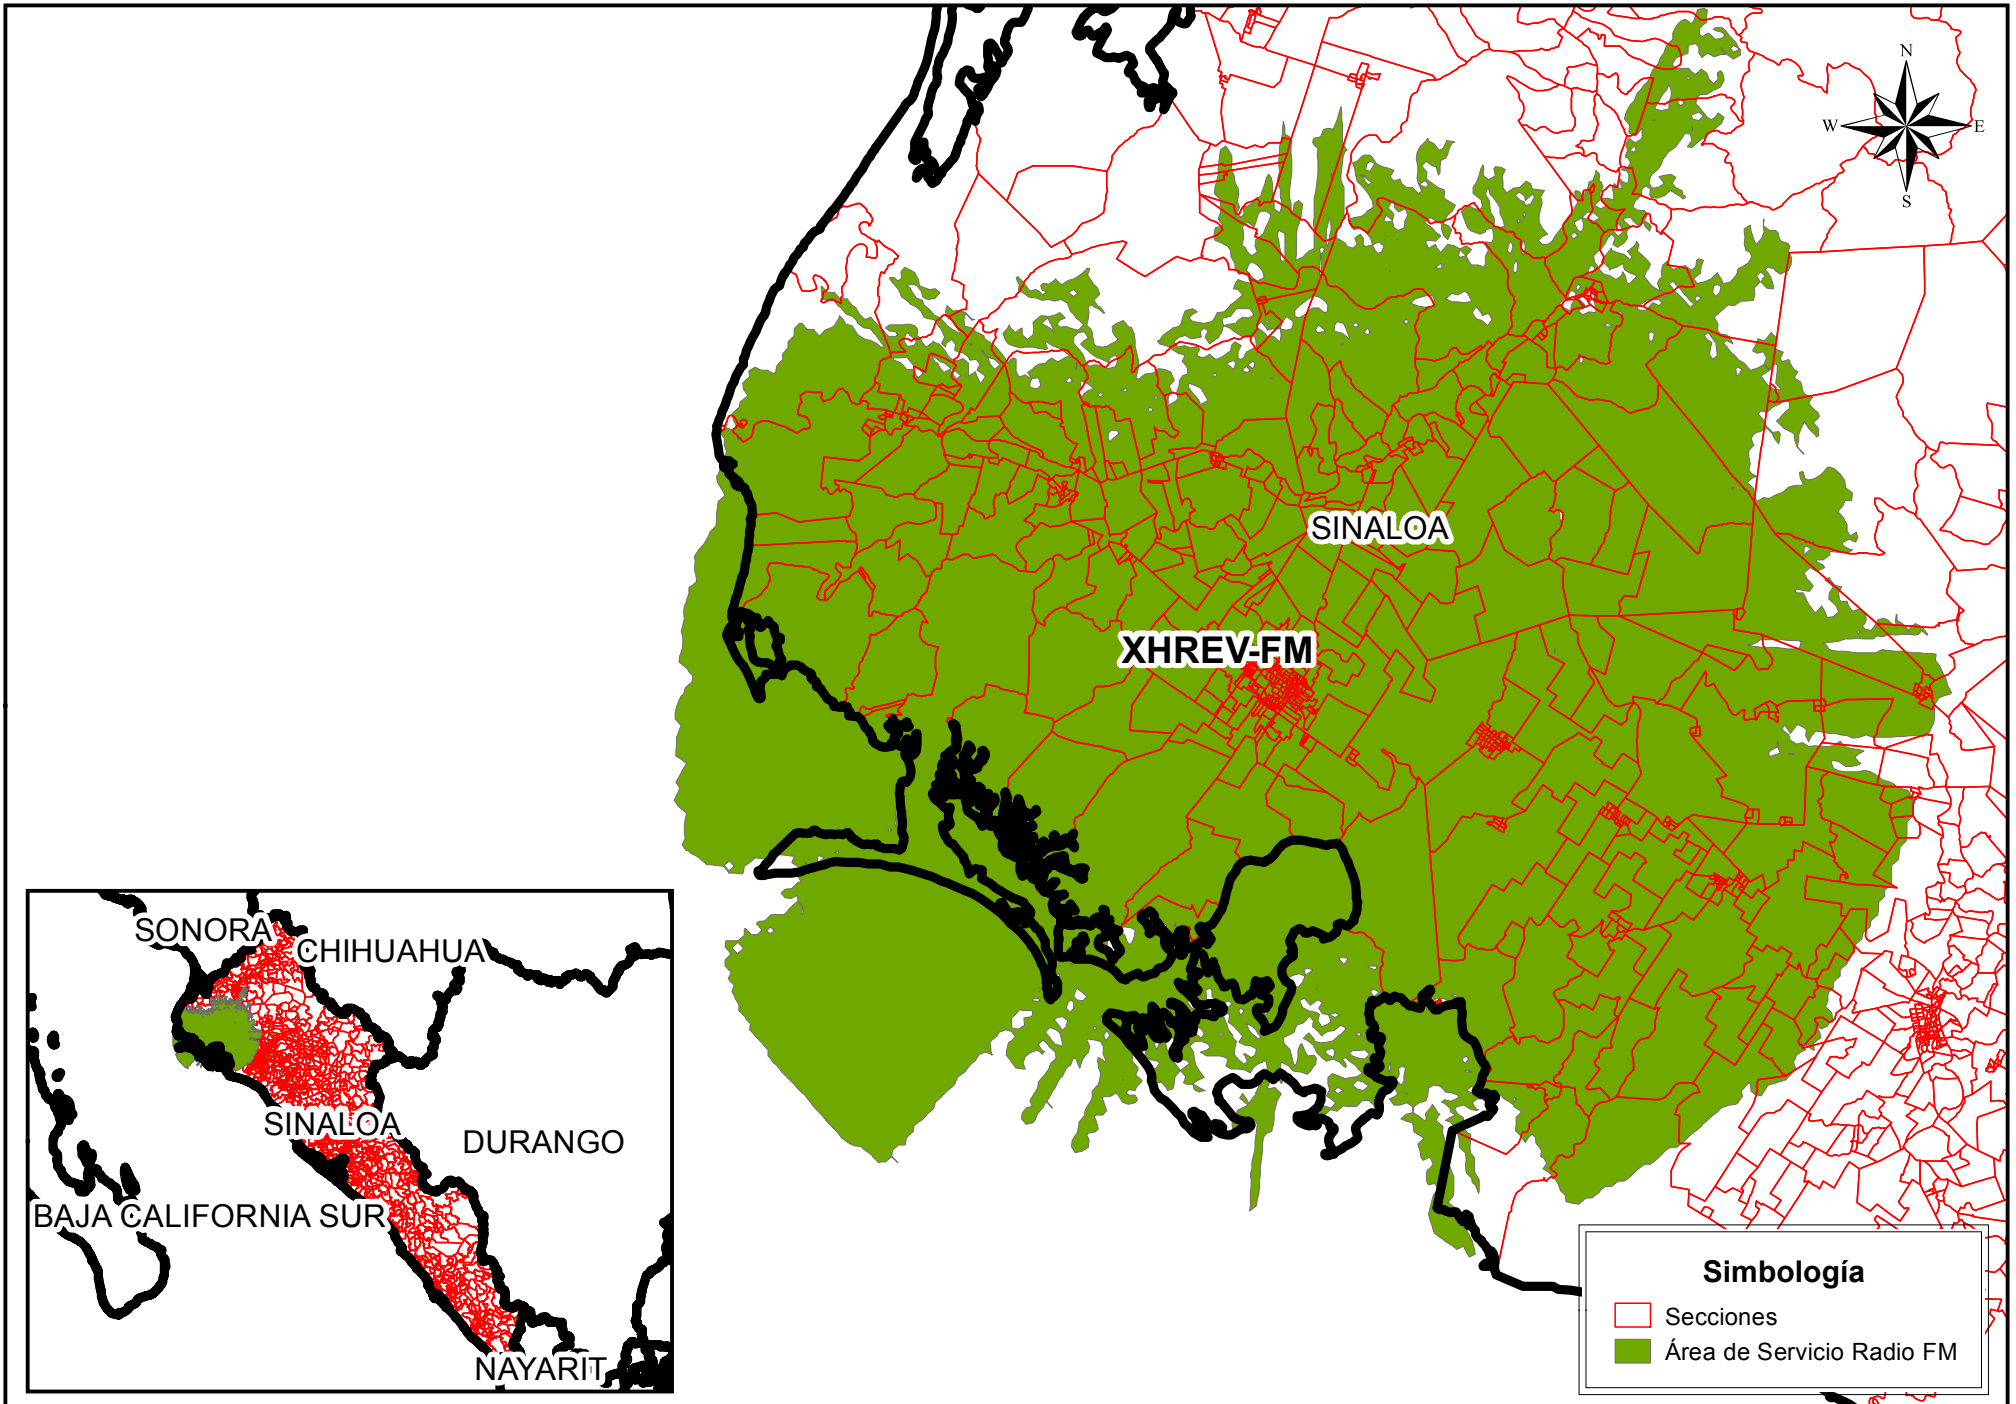 N
W
E
S
SINALOA
XHREV-FM
SONORA
CHIHUAHUA
SINALOA
DURANGO
BAJA CALIFORNIA SUR
NAYARIT
Simbología
Secciones
Área de Servicio Radio FM